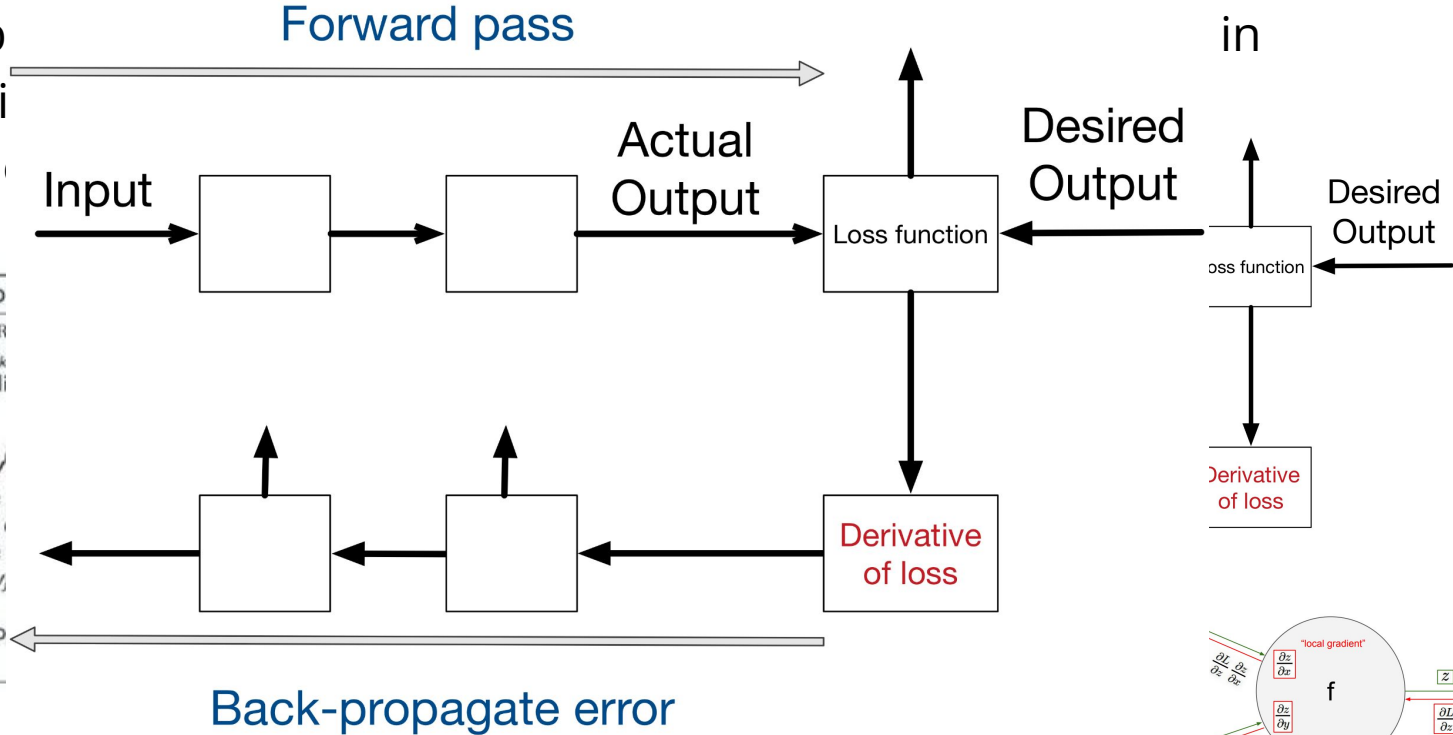 Forward pass
in
Input
Actual
Output
Desired
Output
Loss function
Desired
Output
oss function
Derivative
of loss
Derivative
of loss
Back-propagate error
"local gradient"
∂L/∂z ∂z/∂x
∂z/∂x
f
z
∂z/∂y
∂L/∂z